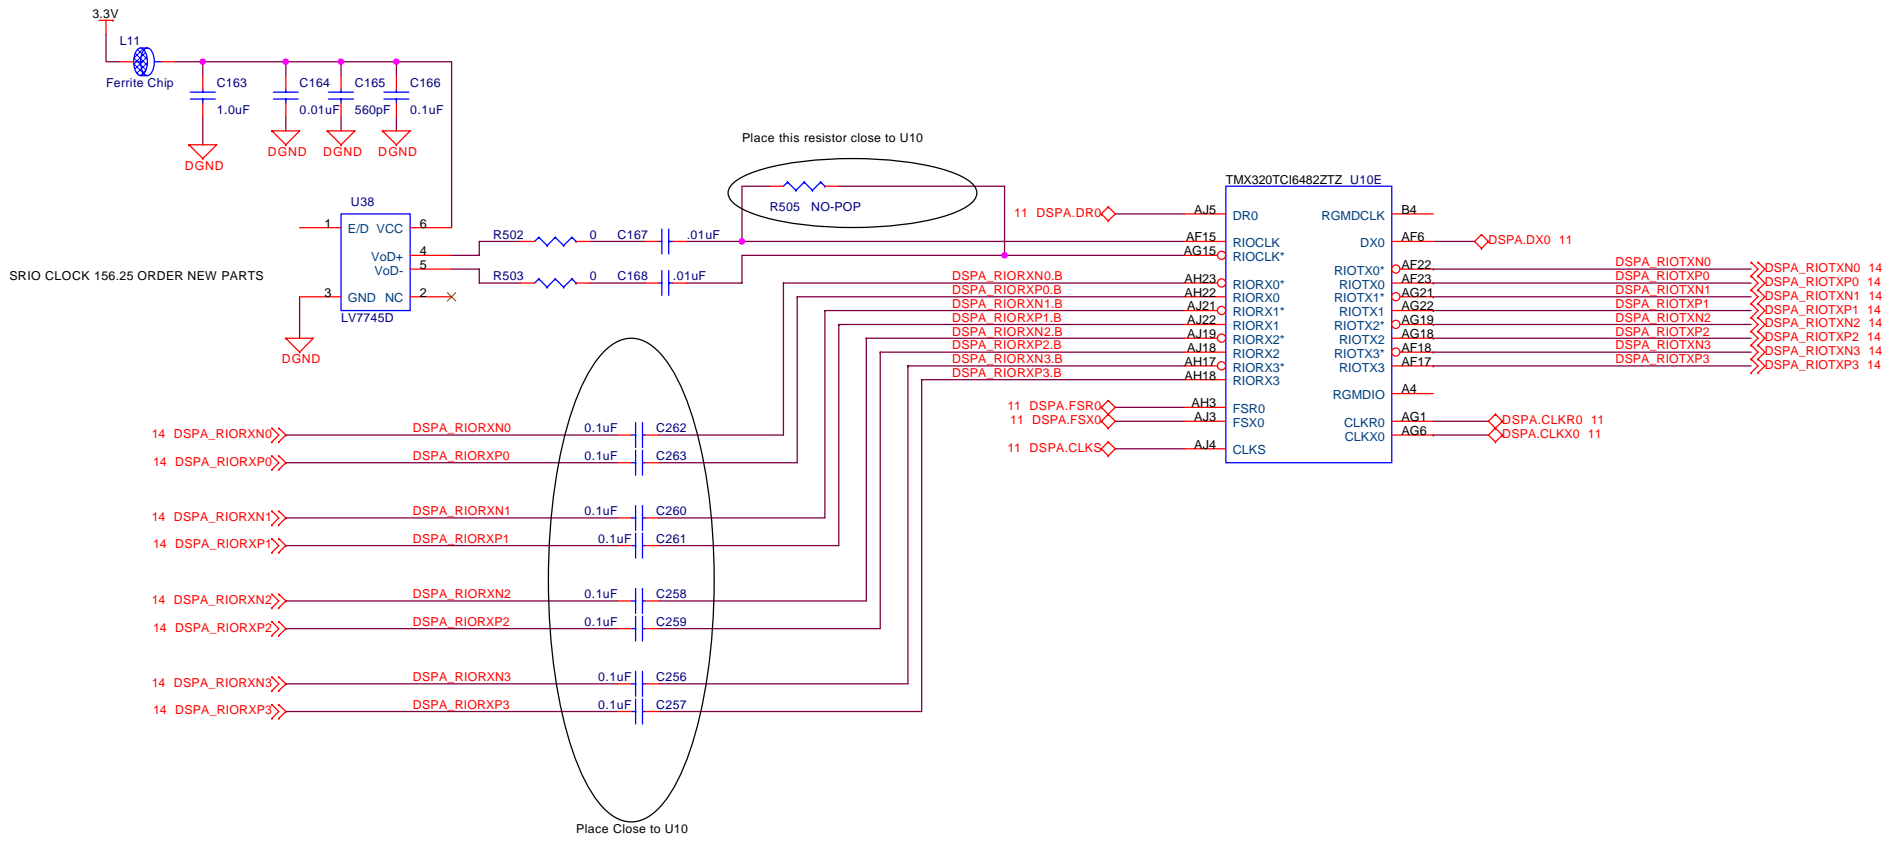 3.3V
L11
Ferrite Chip
C163
1.0uF
C164
0.01uF
C165
560pF
C166
0.1uF
DGND
DGND
DGND
DGND
Place this resistor close to U10
R505 NO-POP
U38
1 E/D VCC 6
VoD+ 4
VoD- 5
3 GND NC 2
LV7745D
DGND
SRIO CLOCK 156.25 ORDER NEW PARTS
R502 0 C167 .01uF
R503 0 C168 .01uF
TMX320TCI6482ZTZ U10E
11 DSPA.DR0 AJ5 DR0
AF15 RIOCLK
AG15 RIOCLK*
DSPA_RIORXN0.B AH23 RIORX0*
DSPA_RIORXP0.B AH22 RIORX0
DSPA_RIORXN1.B AJ21 RIORX1*
DSPA_RIORXP1.B AJ22 RIORX1
DSPA_RIORXN2.B AJ19 RIORX2*
DSPA_RIORXP2.B AJ18 RIORX2
DSPA_RIORXN3.B AH17 RIORX3*
DSPA_RIORXP3.B AH18 RIORX3
11 DSPA.FSR0 AH3 FSR0
11 DSPA.FSX0 AJ3 FSX0
11 DSPA.CLKS AJ4 CLKS
RGMDCLK B4
DX0 AF6 DSPA.DX0 11
RIOTX0* AF22 DSPA_RIOTXN0 DSPA_RIOTXN0 14
RIOTX0 AF23 DSPA_RIOTXP0 DSPA_RIOTXP0 14
RIOTX1* AG21 DSPA_RIOTXN1 DSPA_RIOTXN1 14
RIOTX1 AG22 DSPA_RIOTXP1 DSPA_RIOTXP1 14
RIOTX2* AG19 DSPA_RIOTXN2 DSPA_RIOTXN2 14
RIOTX2 AG18 DSPA_RIOTXP2 DSPA_RIOTXP2 14
RIOTX3* AF18 DSPA_RIOTXN3 DSPA_RIOTXN3 14
RIOTX3 AF17 DSPA_RIOTXP3 DSPA_RIOTXP3 14
RGMDIO A4
CLKR0 AG1 DSPA.CLKR0 11
CLKX0 AG6 DSPA.CLKX0 11
14 DSPA_RIORXN0 DSPA_RIORXN0 0.1uF C262
14 DSPA_RIORXP0 DSPA_RIORXP0 0.1uF C263
14 DSPA_RIORXN1 DSPA_RIORXN1 0.1uF C260
14 DSPA_RIORXP1 DSPA_RIORXP1 0.1uF C261
14 DSPA_RIORXN2 DSPA_RIORXN2 0.1uF C258
14 DSPA_RIORXP2 DSPA_RIORXP2 0.1uF C259
14 DSPA_RIORXN3 DSPA_RIORXN3 0.1uF C256
14 DSPA_RIORXP3 DSPA_RIORXP3 0.1uF C257
Place Close to U10